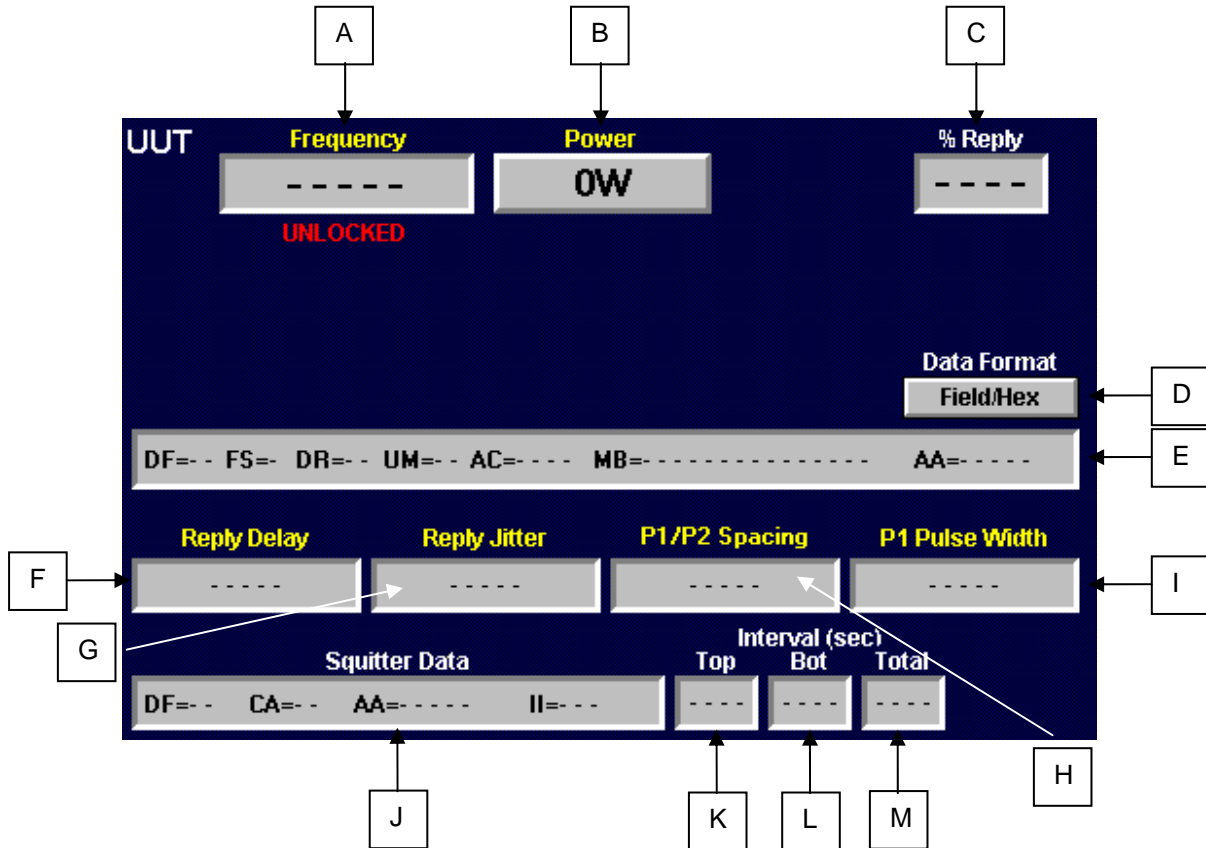 A B C
UUT Frequency Power % Reply
- - - - - 0W - - - -
UNLOCKED
Data Format
Field/Hex D
DF=- - FS=- DR=- - UM=- - AC=- - - - MB=- - - - - - - - - - - - - - - AA=- - - - - E
Reply Delay Reply Jitter P1/P2 Spacing P1 Pulse Width
F - - - - - - - - - - - - - - - - - - - - I
G
Interval (sec)
Squitter Data Top Bot Total
DF=- - CA=- - AA=- - - - - II=- - - - - - - - - - - - - - -
H
J K L M